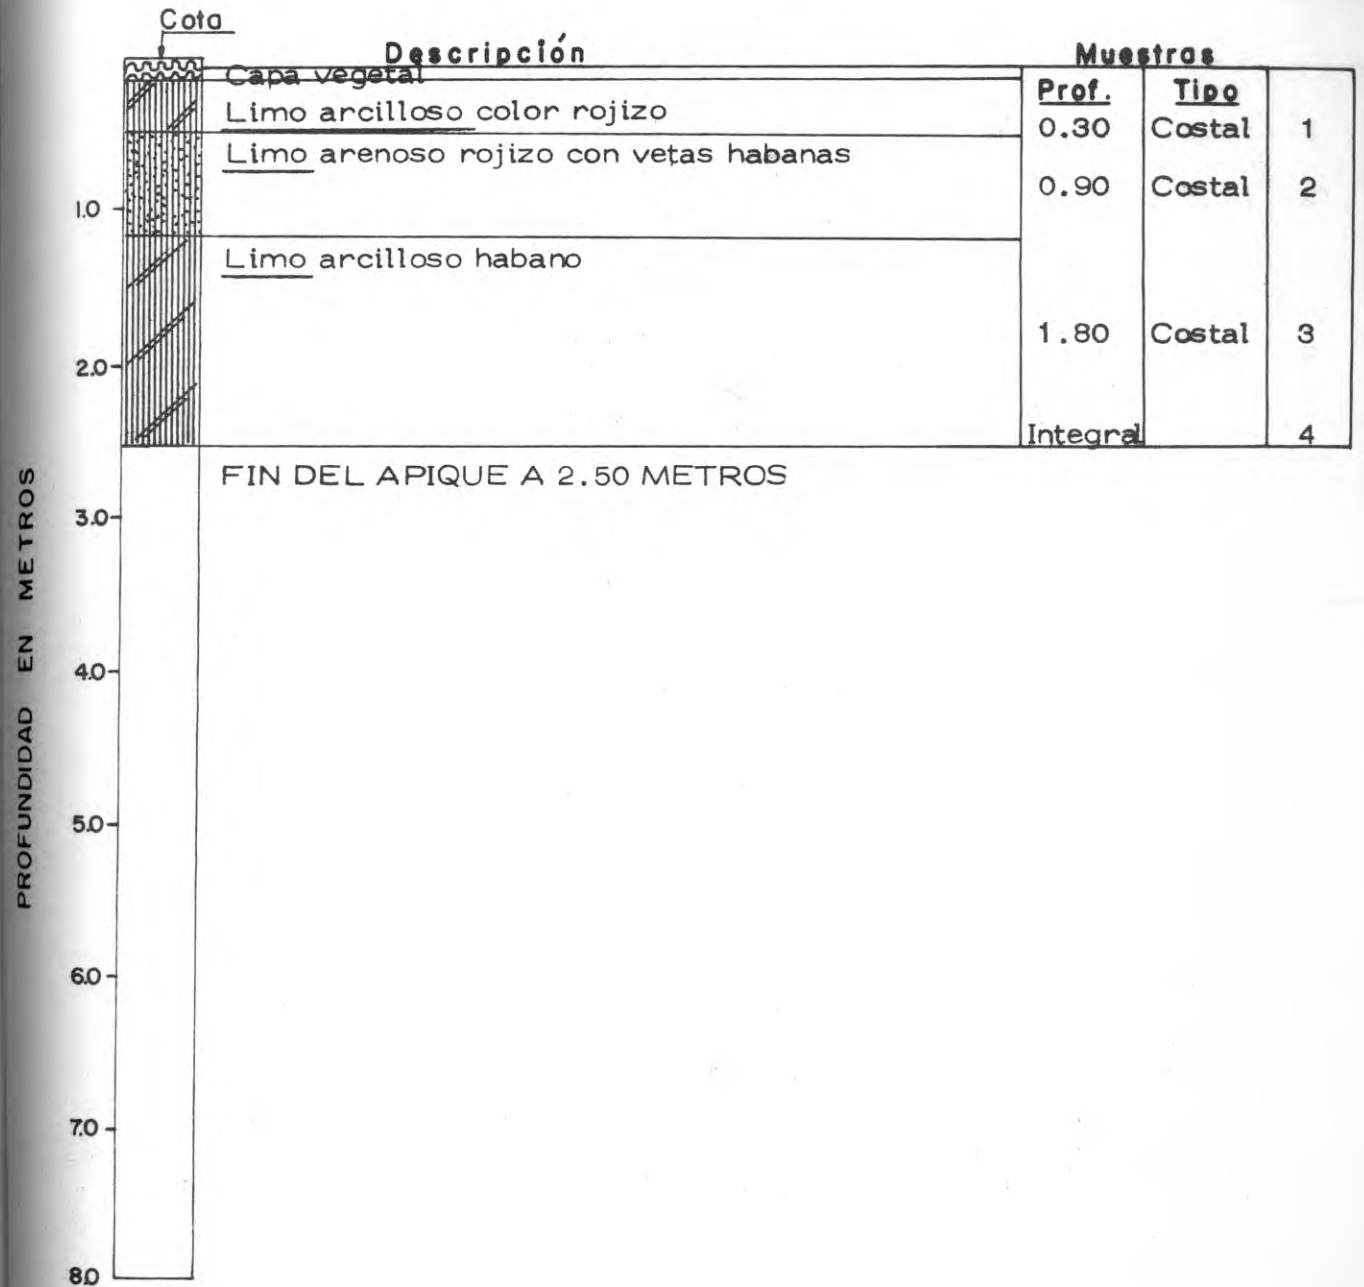 Cota
Descripción Muestras
Capa vegetal Prof. Tipo
Limo arcilloso color rojizo 0.30 Costal 1
Limo arenoso rojizo con vetas habanas
0.90 Costal 2
1.0
Limo arcilloso habano
1.80 Costal 3
2.0
Integral 4
FIN DEL APIQUE A 2.50 METROS
3.0
4.0
5.0
6.0
7.0
8.0
PROFUNDIDAD EN METROS